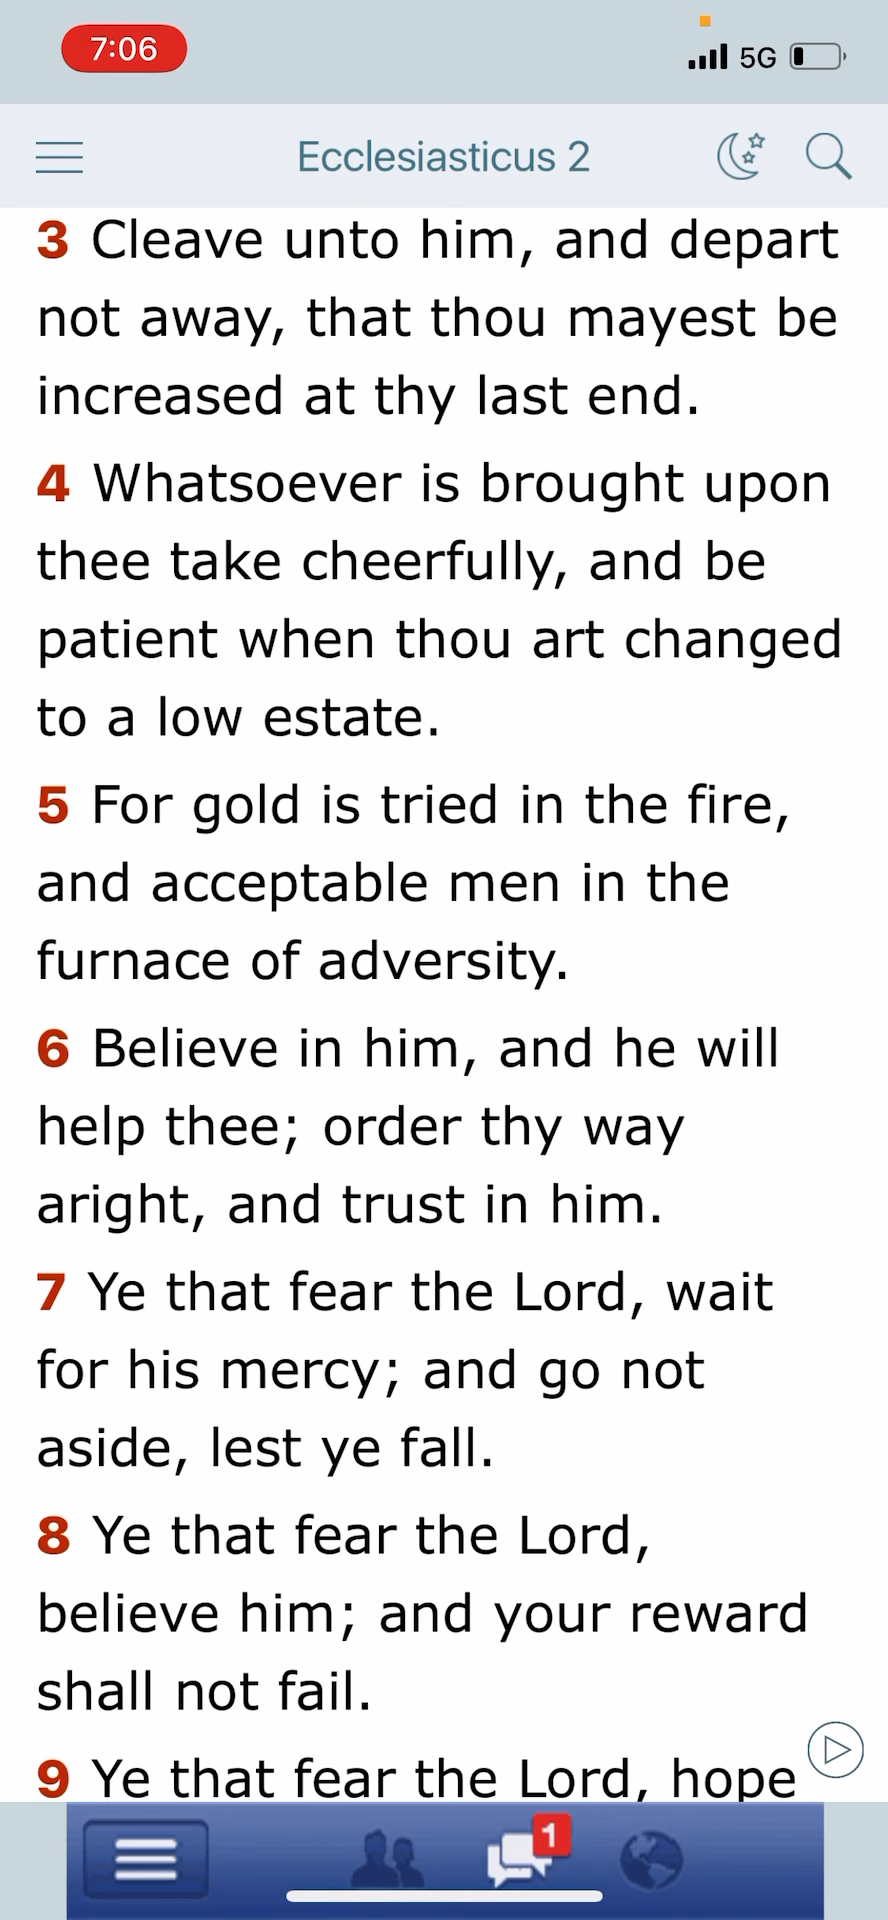 7:06
5G
Ecclesiasticus 2
3 Cleave unto him, and depart
not away, that thou mayest be
increased at thy last end.
4 Whatsoever is brought upon
thee take cheerfully, and be
patient when thou art changed
to a low estate.
5 For gold is tried in the fire,
and acceptable men in the
furnace of adversity.
6 Believe in him, and he will
help thee; order thy way
aright, and trust in him.
7 Ye that fear the Lord, wait
for his mercy; and go not
aside, lest ye fall.
8 Ye that fear the Lord,
believe him; and your reward
shall not fail.
9 Ye that fear the Lord, hope
1